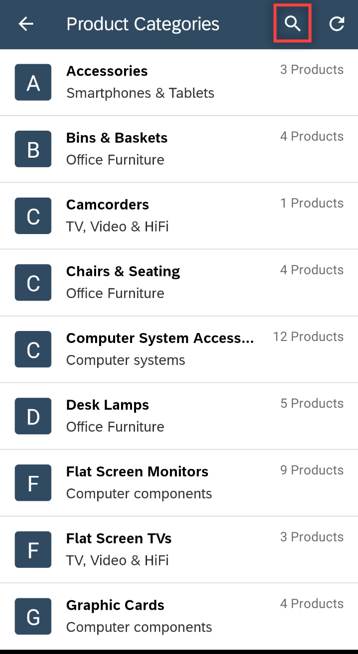 Product Categories
A
Accessories
3 Products
Smartphones & Tablets
B
Bins & Baskets
4 Products
Office Furniture
C
Camcorders
1 Products
TV, Video & HiFi
C
Chairs & Seating
4 Products
Office Furniture
C
Computer System Access...
12 Products
Computer systems
D
Desk Lamps
5 Products
Office Furniture
F
Flat Screen Monitors
9 Products
Computer components
F
Flat Screen TVs
3 Products
TV, Video & HiFi
G
Graphic Cards
4 Products
Computer components